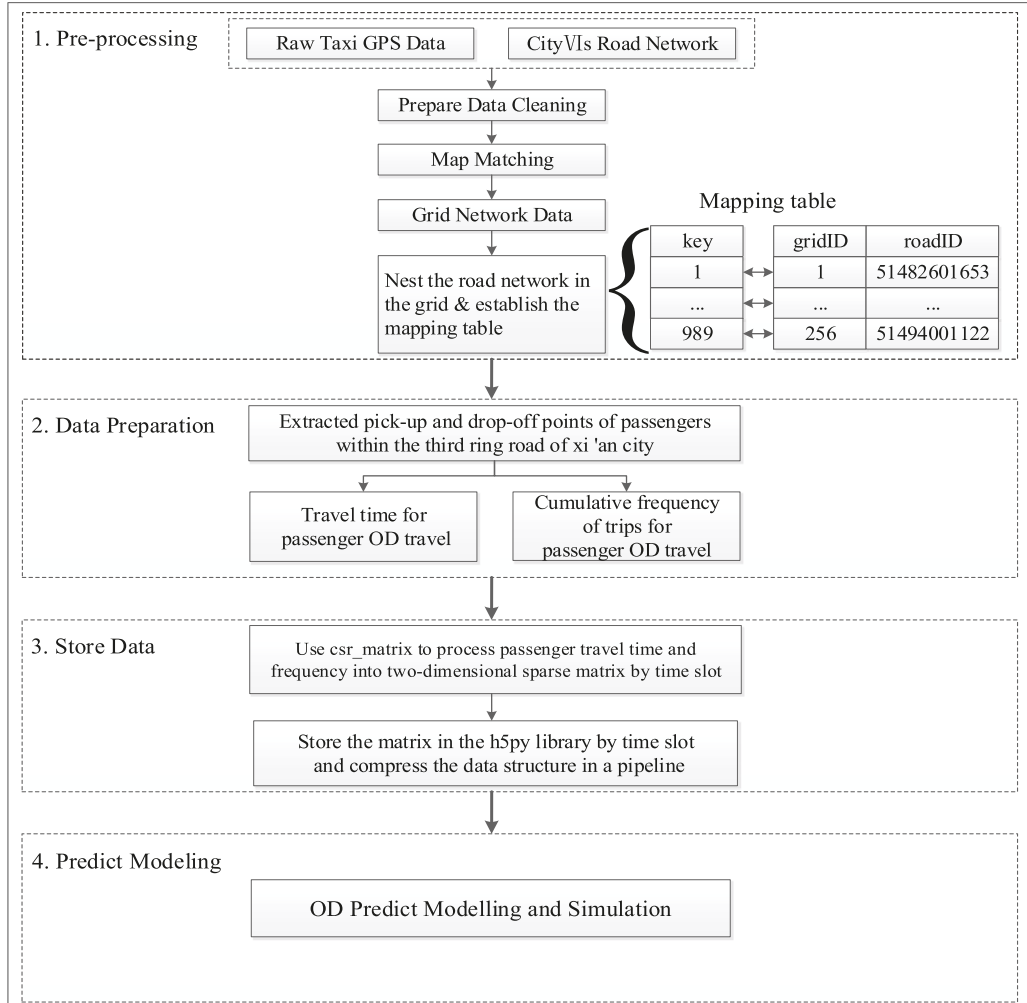 1. Pre-processing
Raw Taxi GPS Data
CityⅥs Road Network
Prepare Data Cleaning
Map Matching
Grid Network Data
Nest the road network in
the grid & establish the
mapping table
Mapping table
key gridID roadID
1 1 51482601653
... ... ...
989 256 51494001122
2. Data Preparation
Extracted pick-up and drop-off points of passengers
within the third ring road of xi 'an city
Travel time for
passenger OD travel
Cumulative frequency
of trips for
passenger OD travel
3. Store Data
Use csr_matrix to process passenger travel time and
frequency into two-dimensional sparse matrix by time slot
Store the matrix in the h5py library by time slot
and compress the data structure in a pipeline
4. Predict Modeling
OD Predict Modelling and Simulation